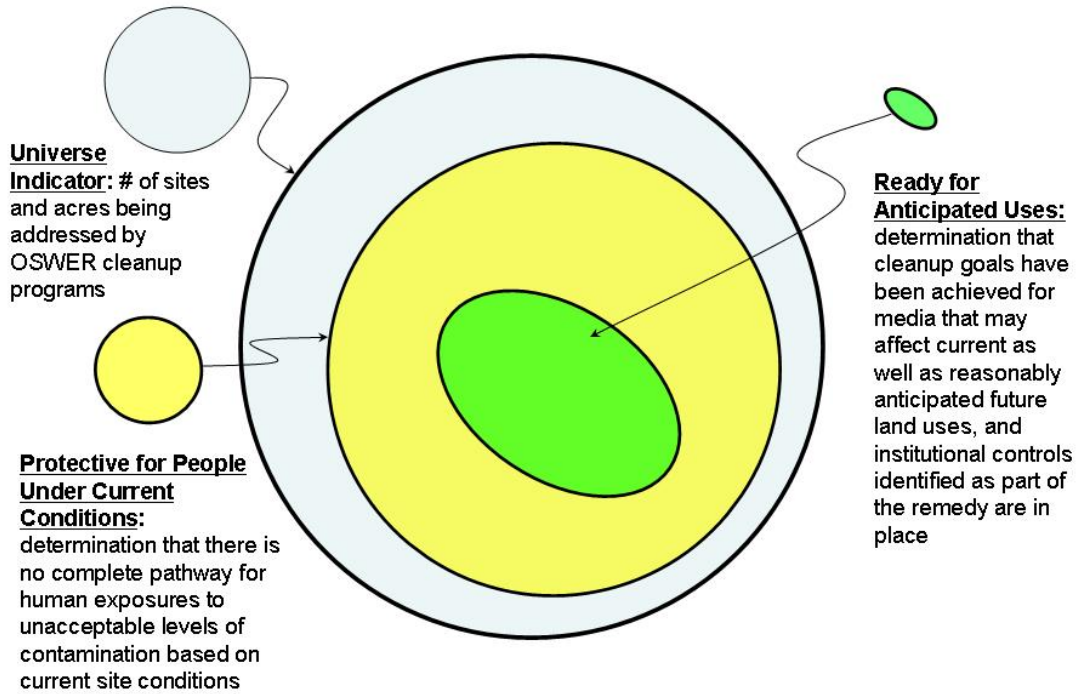 Universe
Indicator: # of sites
and acres being
addressed by
OSWER cleanup
programs
Protective for People
Under Current
Conditions:
determination that there is
no complete pathway for
human exposures to
unacceptable levels of
contamination based on
current site conditions
Ready for
Anticipated Uses:
determination that
cleanup goals have
been achieved for
media that may
affect current as
well as reasonably
anticipated future
land uses, and
institutional controls
identified as part of
the remedy are in
place